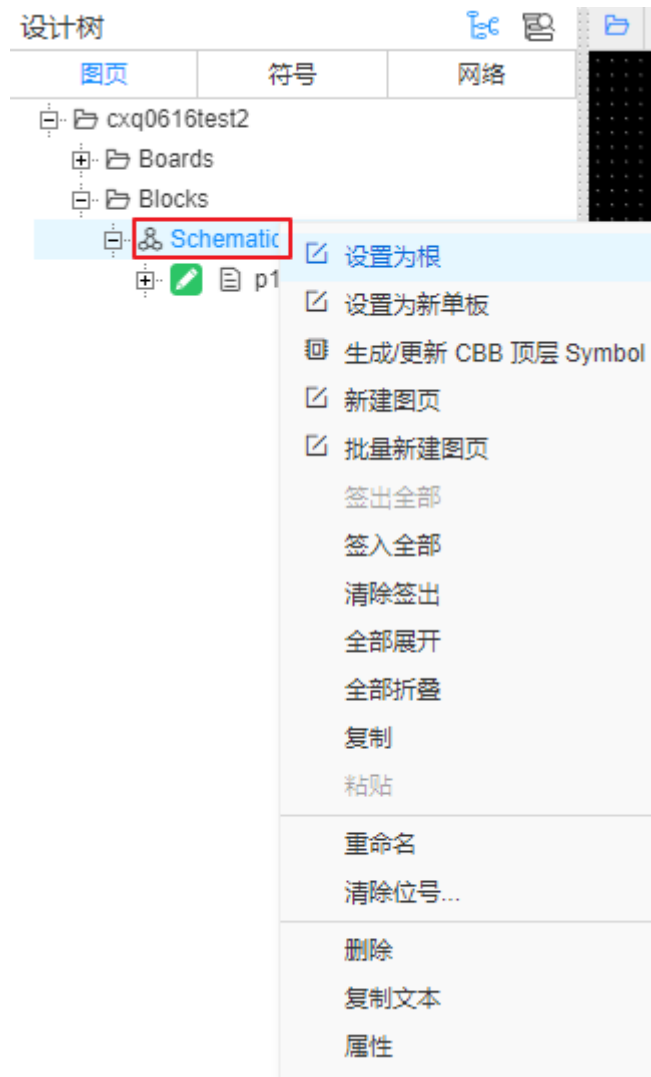 设计树
图页 符号 网络
cxq0616test2
Boards
Blocks
Schematic
p1
设置为根
设置为新单板
生成/更新 CBB 顶层 Symbol
新建图页
批量新建图页
签出全部
签入全部
清除签出
全部展开
全部折叠
复制
粘贴
重命名
清除位号...
删除
复制文本
属性